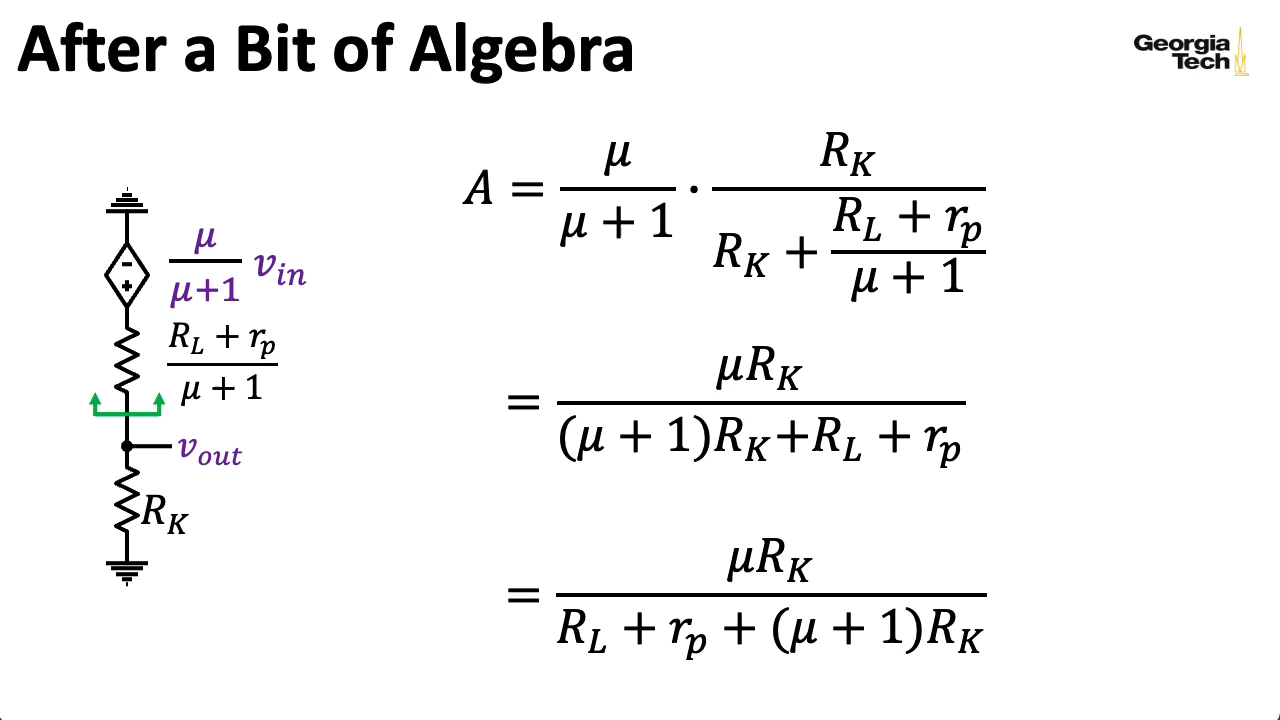 After a Bit of Algebra
Georgia
Tech
A = μ/(μ + 1) · R_K/(R_K + (R_L + r_p)/(μ + 1))
= μR_K/((μ + 1)R_K+R_L + r_p)
= μR_K/(R_L + r_p + (μ + 1)R_K)
-
+
μ/(μ+1) v_in
(R_L + r_p)/(μ + 1)
v_out
R_K